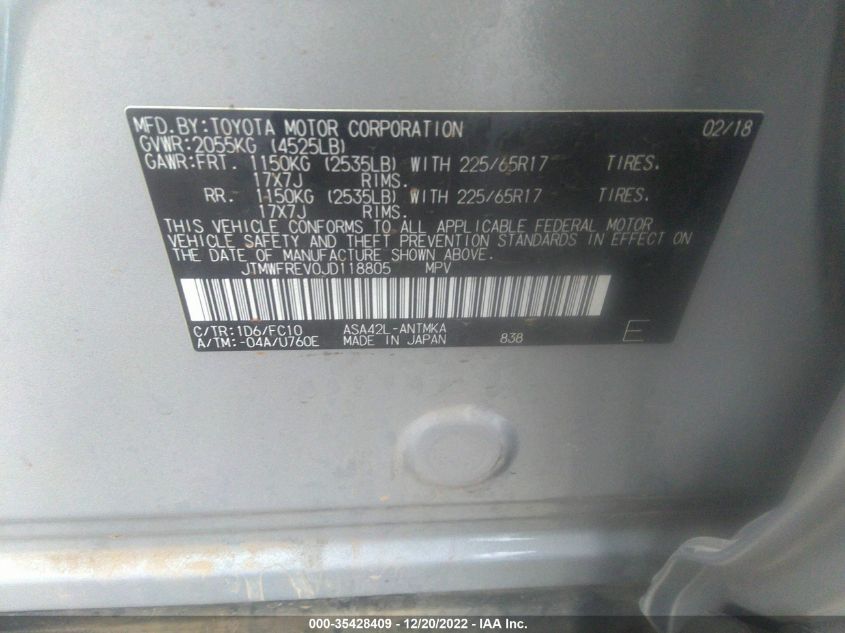 MFD.BY:TOYOTA MOTOR CORPORATION 02/18
GVWR:2055KG (4525LB)
GAWR:FRT. 1150KG (2535LB) WITH 225/65R17 TIRES.
17X7J RIMS.
RR. 1150KG (2535LB) WITH 225/65R17 TIRES.
17X7J RIMS.
THIS VEHICLE CONFORMS TO ALL APPLICABLE FEDERAL MOTOR
VEHICLE SAFETY AND THEFT PREVENTION STANDARDS IN EFFECT ON
THE DATE OF MANUFACTURE SHOWN ABOVE.
JTMWFREV0JD118805 MPV
C/TR:1D6/FC10 ASA42L-ANTMKA
A/TM:-04A/U760E MADE IN JAPAN 838 E
000-35428409 - 12/20/2022 - IAA Inc.